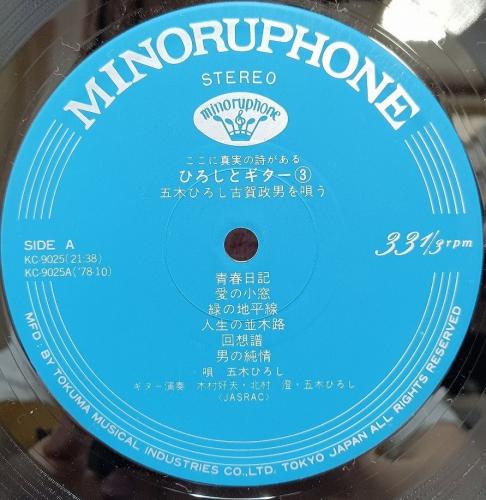 MINORUPHONE
STEREO
minoruphone
ここに真実の詩がある
ひろしとギター③
五木ひろし古賀政男を唄う
SIDE A
KC-9025(21:38)
KC-9025A('78·10)
33 1/3 rpm
青春日記
愛の小窓
緑の地平線
人生の並木路
回想譜
男の純情
唄 五木ひろし
ギター演奏 木村好夫・北村 澄・五木ひろし
<JASRAC>
MFD. BY TOKUMA MUSICAL INDUSTRIES CO., LTD. TOKYO JAPAN ALL RIGHTS RESERVED